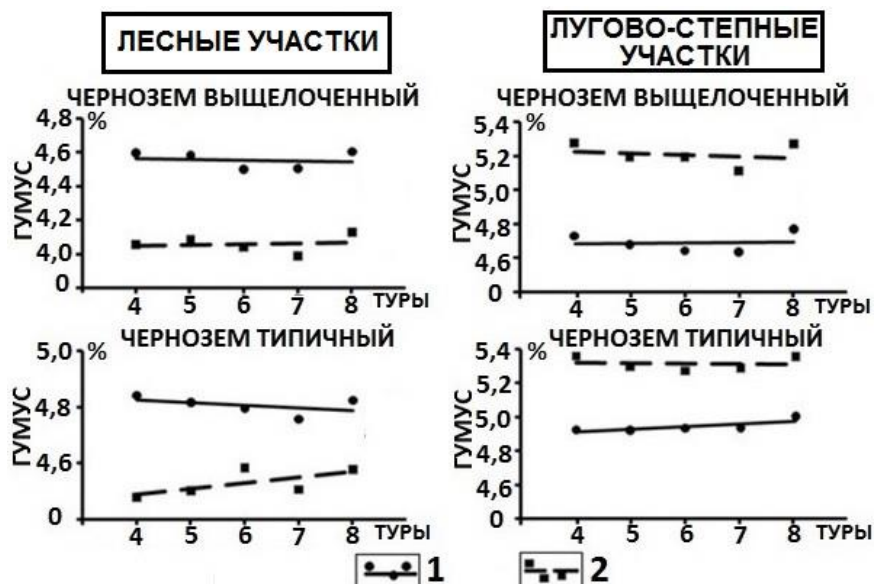 ЛЕСНЫЕ УЧАСТКИ
ЛУГОВО-СТЕПНЫЕ
УЧАСТКИ
ЧЕРНОЗЕМ ВЫЩЕЛОЧЕННЫЙ
4,8 %
4,6
4,4
4,2
4,0
0
ГУМУС
4 5 6 7 8 ТУРЫ
ЧЕРНОЗЕМ ВЫЩЕЛОЧЕННЫЙ
5,4 %
5,2
5,0
4,8
4,6
0
ГУМУС
4 5 6 7 8 ТУРЫ
ЧЕРНОЗЕМ ТИПИЧНЫЙ
5,0 %
4,8
4,6
0
ГУМУС
4 5 6 7 8 ТУРЫ
ЧЕРНОЗЕМ ТИПИЧНЫЙ
5,4 %
5,2
5,0
4,8
4,6
0
ГУМУС
4 5 6 7 8 ТУРЫ
1
2